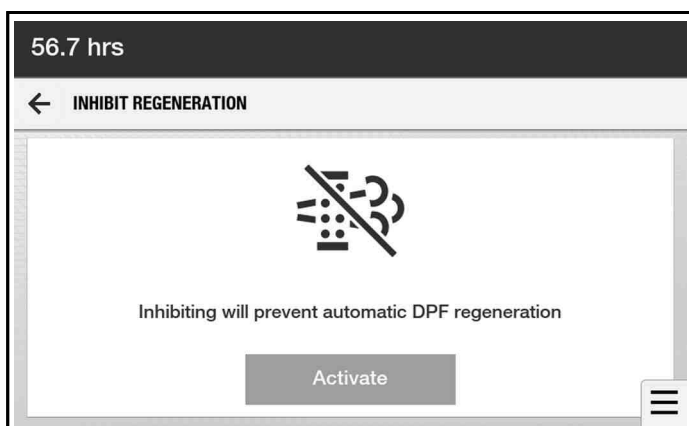 56.7 hrs
INHIBIT REGENERATION
Inhibiting will prevent automatic DPF regeneration
Activate